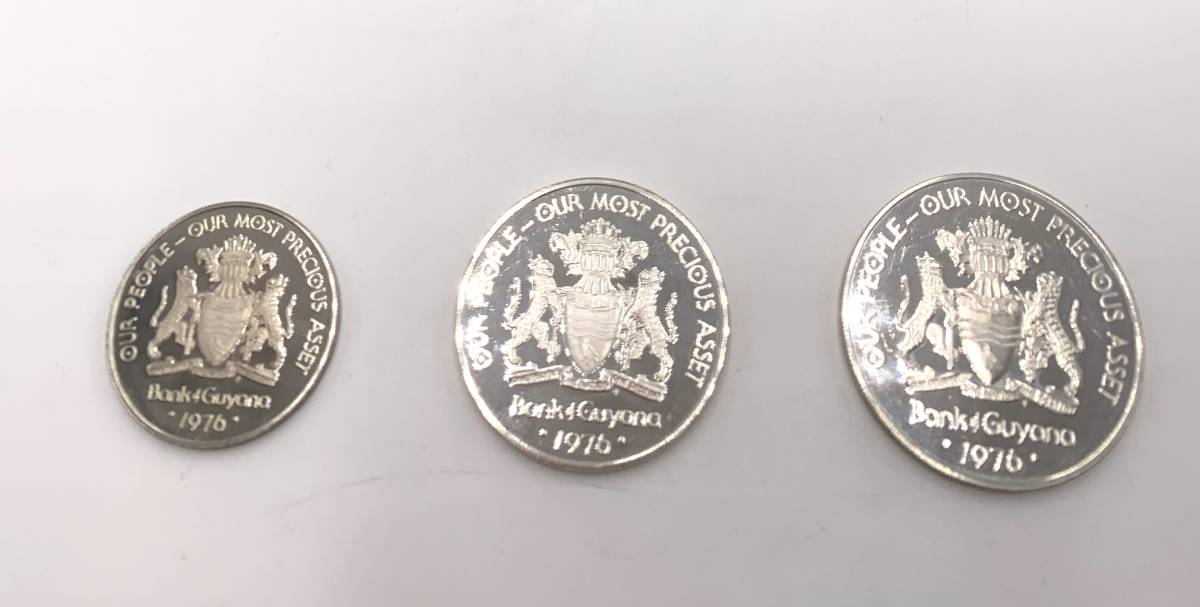 OUR PEOPLE – OUR MOST PRECIOUS ASSET
Bank of Guyana
· 1976 ·
OUR PEOPLE – OUR MOST PRECIOUS ASSET
Bank of Guyana
· 1976 ·
OUR PEOPLE – OUR MOST PRECIOUS ASSET
Bank of Guyana
· 1976 ·